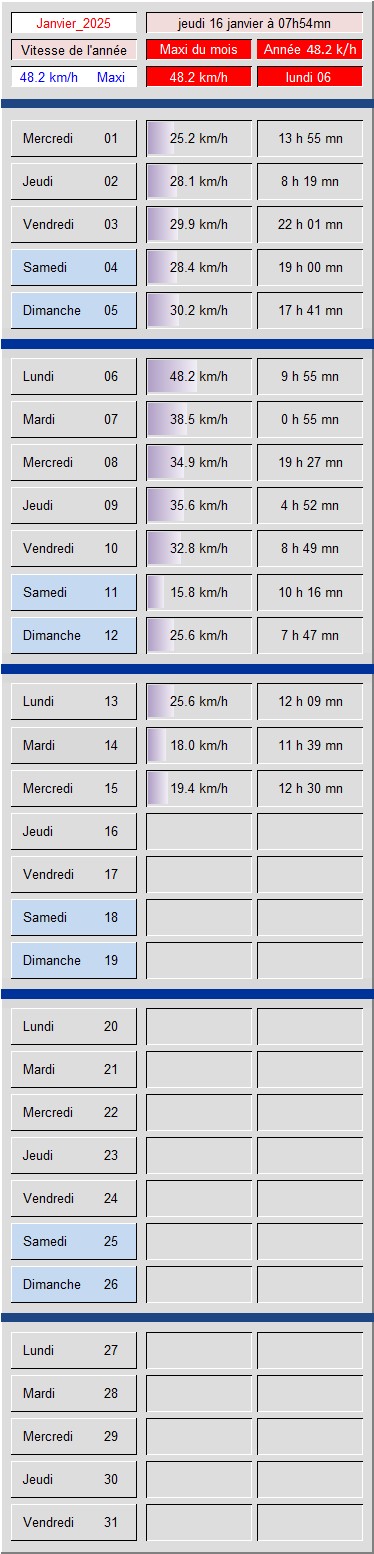 Janvier_2025 jeudi 16 janvier à 07h54mn
Vitesse de l'année Maxi du mois Année 48.2 k/h
48.2 km/h Maxi 48.2 km/h lundi 06
Mercredi 01 25.2 km/h 13 h 55 mn
Jeudi 02 28.1 km/h 8 h 19 mn
Vendredi 03 29.9 km/h 22 h 01 mn
Samedi 04 28.4 km/h 19 h 00 mn
Dimanche 05 30.2 km/h 17 h 41 mn
Lundi 06 48.2 km/h 9 h 55 mn
Mardi 07 38.5 km/h 0 h 55 mn
Mercredi 08 34.9 km/h 19 h 27 mn
Jeudi 09 35.6 km/h 4 h 52 mn
Vendredi 10 32.8 km/h 8 h 49 mn
Samedi 11 15.8 km/h 10 h 16 mn
Dimanche 12 25.6 km/h 7 h 47 mn
Lundi 13 25.6 km/h 12 h 09 mn
Mardi 14 18.0 km/h 11 h 39 mn
Mercredi 15 19.4 km/h 12 h 30 mn
Jeudi 16
Vendredi 17
Samedi 18
Dimanche 19
Lundi 20
Mardi 21
Mercredi 22
Jeudi 23
Vendredi 24
Samedi 25
Dimanche 26
Lundi 27
Mardi 28
Mercredi 29
Jeudi 30
Vendredi 31